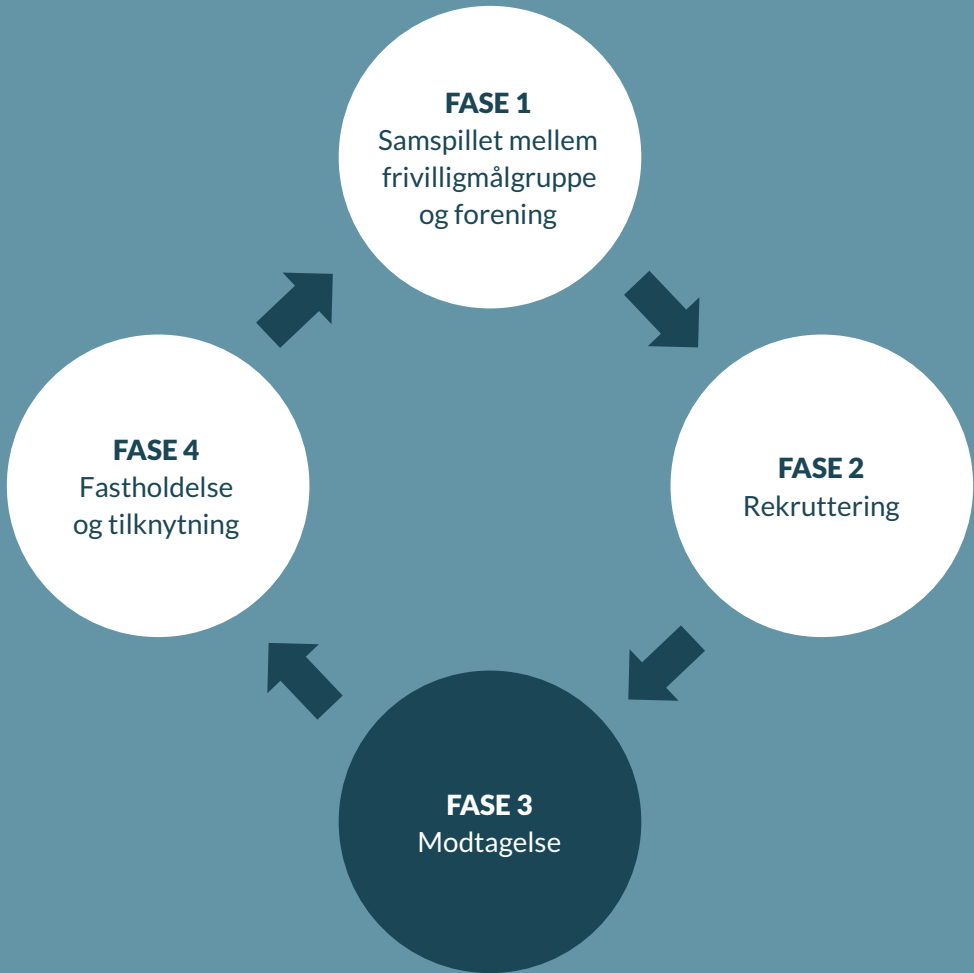 FASE 1
Samspillet mellem
frivilligmålgruppe
og forening
FASE 2
Rekruttering
FASE 3
Modtagelse
FASE 4
Fastholdelse
og tilknytning